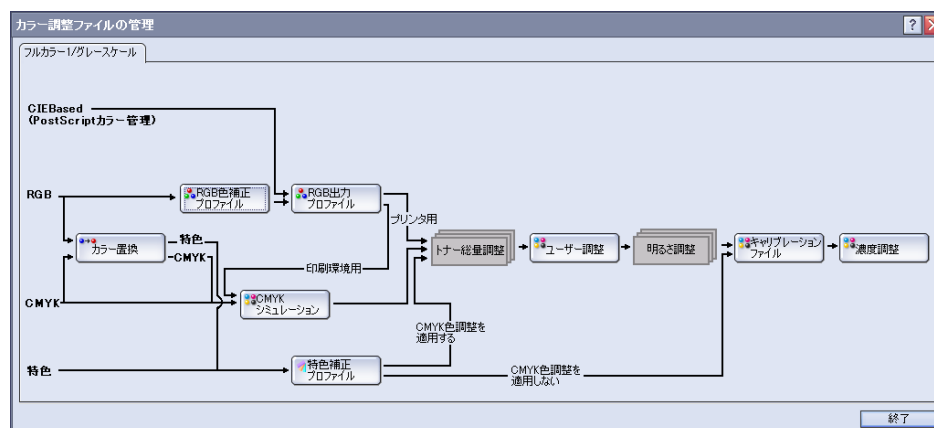 カラー調整ファイルの管理
?
フルカラー1/グレースケール
CIEBased
(PostScriptカラー管理)
RGB
RGB色補正
プロファイル
RGB出力
プロファイル
プリンタ用
カラー置換
特色
CMYK
トナー総量調整
ユーザー調整
明るさ調整
キャリブレーション
ファイル
濃度調整
印刷環境用
CMYK
CMYK
シミュレーション
CMYK色調整を
適用する
特色
特色補正
プロファイル
CMYK色調整を
適用しない
終了